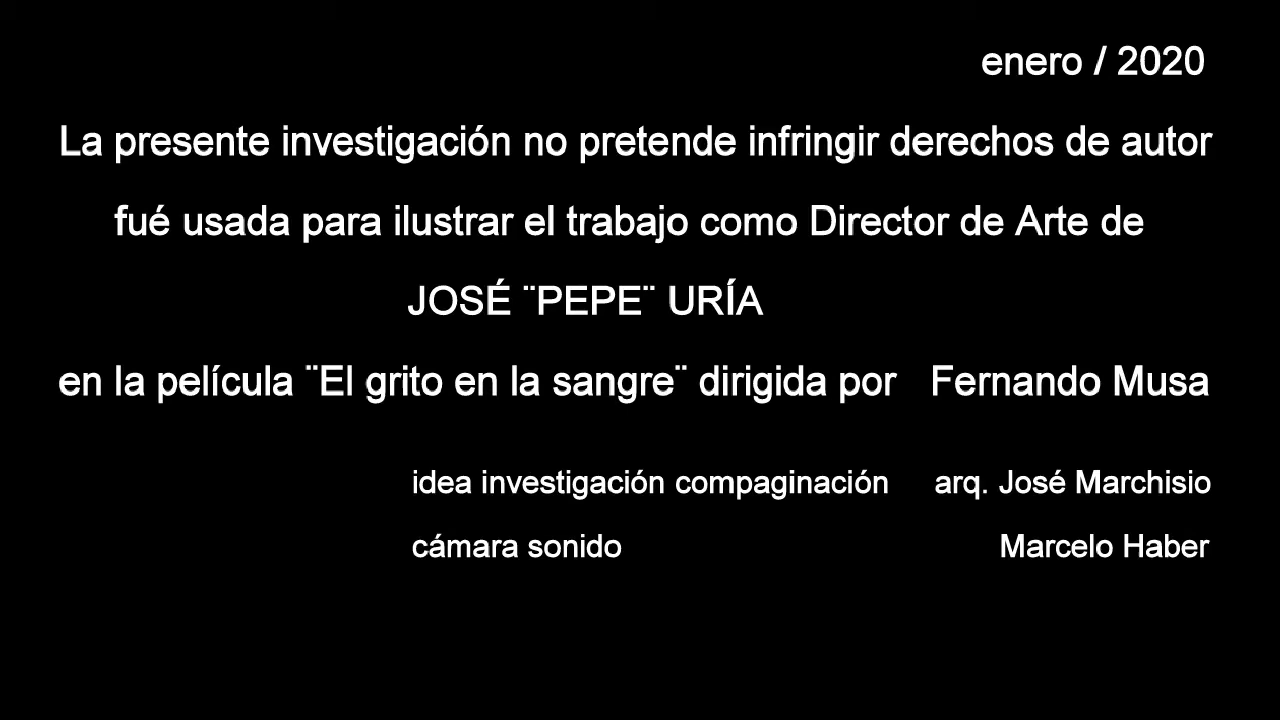 enero / 2020
La presente investigación no pretende infringir derechos de autor
fué usada para ilustrar el trabajo como Director de Arte de
JOSÉ ¨PEPE¨ URÍA
en la película ¨El grito en la sangre¨ dirigida por Fernando Musa
idea investigación compaginación arq. José Marchisio
cámara sonido Marcelo Haber